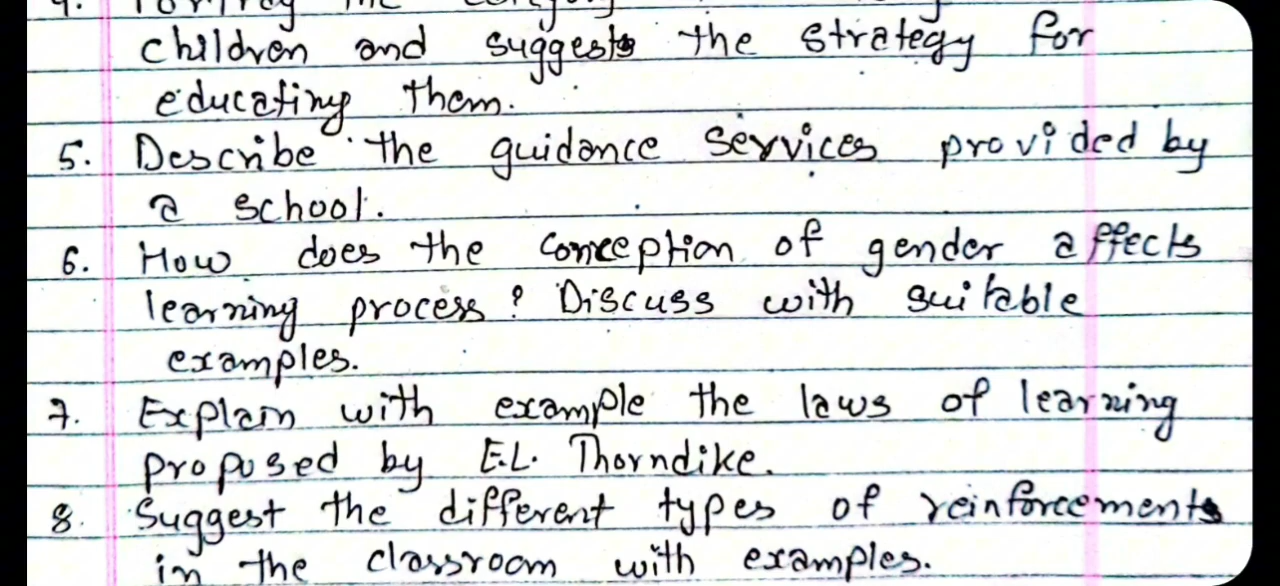 children and suggests the strategy for
educating them.
5. Describe the guidance services provided by
a school.
6. How does the conception of gender affects
learning process? Discuss with suitable
examples.
7. Explain with example the laws of learning
proposed by E.L. Thorndike.
8. Suggest the different types of reinforcements
in the classroom with examples.